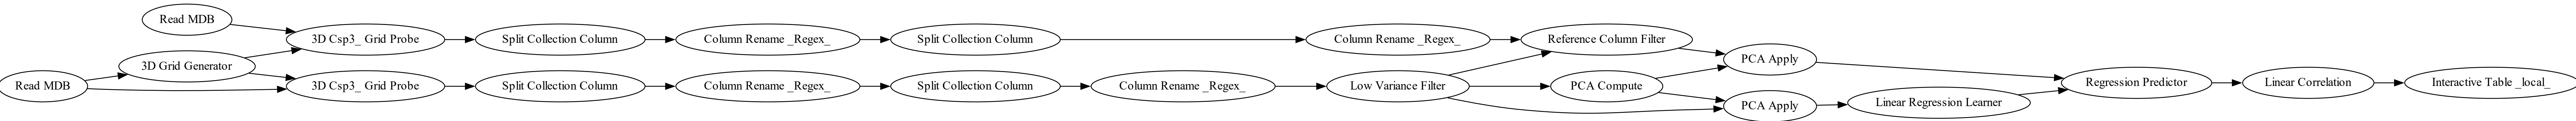 Read MDB
3D Csp3_ Grid Probe
Split Collection Column
Column Rename _Regex_
Split Collection Column
Column Rename _Regex_
Reference Column Filter
PCA Apply
3D Grid Generator
Read MDB
3D Csp3_ Grid Probe
Split Collection Column
Column Rename _Regex_
Split Collection Column
Column Rename _Regex_
Low Variance Filter
PCA Compute
PCA Apply
Linear Regression Learner
Regression Predictor
Linear Correlation
Interactive Table _local_